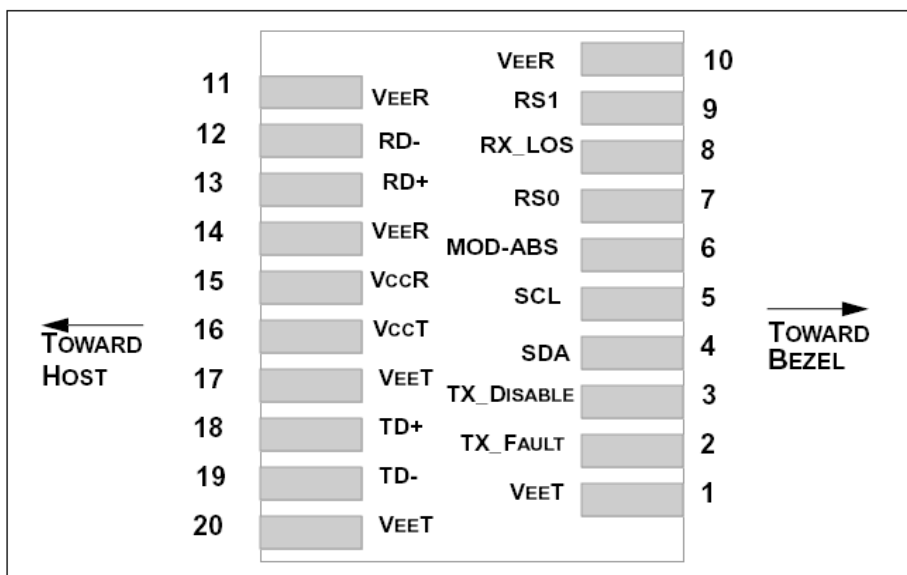 11 VEER
12 RD-
13 RD+
14 VEER
15 VCCR
16 VCCT
17 VEET
18 TD+
19 TD-
20 VEET
VEER 10
RS1 9
RX_LOS 8
RS0 7
MOD-ABS 6
SCL 5
SDA 4
TX_DISABLE 3
TX_FAULT 2
VEET 1
TOWARD
HOST
TOWARD
BEZEL